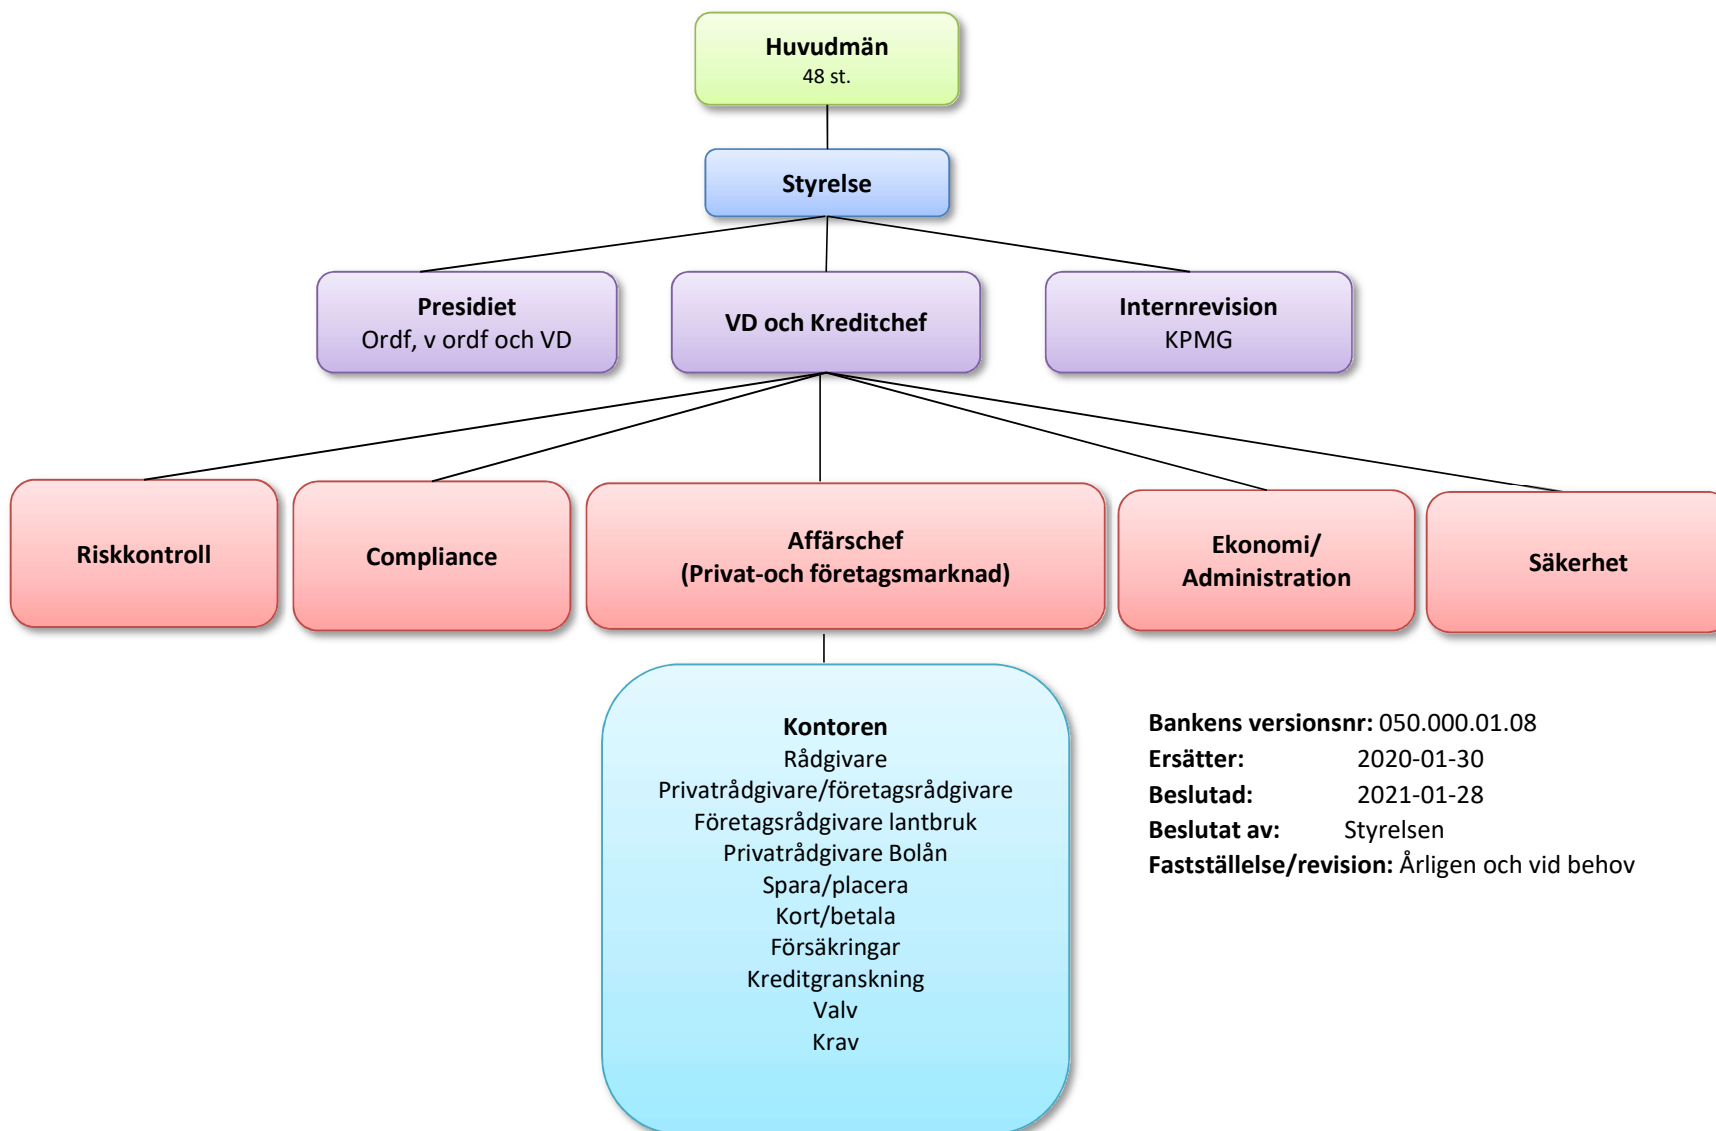 Huvudmän
48 st.
Styrelse
Presidiet
Ordf, v ordf och VD
VD och Kreditchef
Internrevision
KPMG
Riskkontroll
Compliance
Affärschef
(Privat-och företagsmarknad)
Ekonomi/
Administration
Säkerhet
Kontoren
Rådgivare
Privatrådgivare/företagsrådgivare
Företagsrådgivare lantbruk
Privatrådgivare Bolån
Spara/placera
Kort/betala
Försäkringar
Kreditgranskning
Valv
Krav
Bankens versionsnr: 050.000.01.08
Ersätter: 2020-01-30
Beslutad: 2021-01-28
Beslutat av: Styrelsen
Fastställelse/revision: Årligen och vid behov